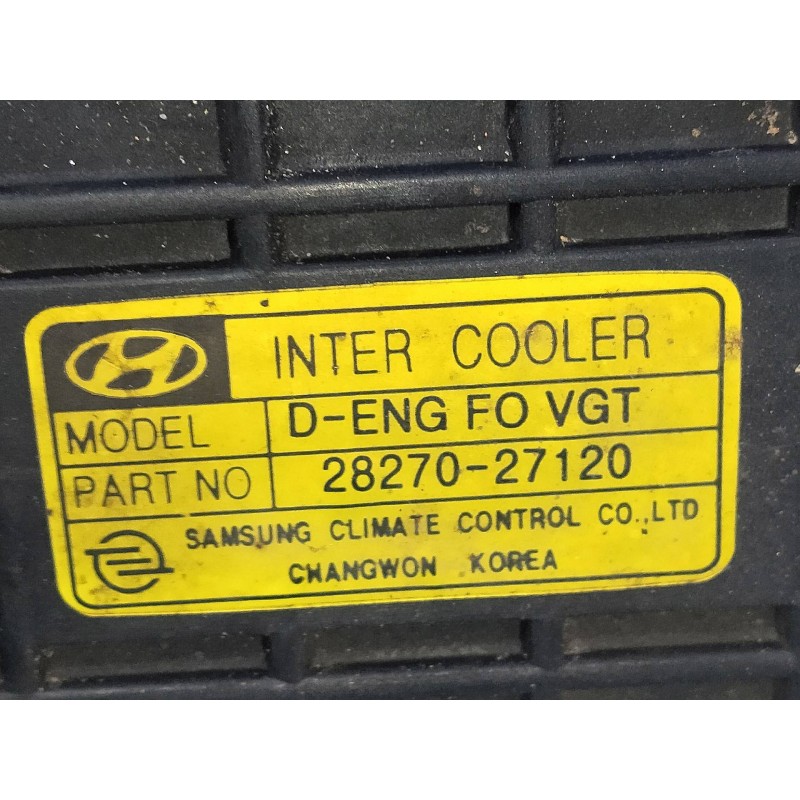 INTER COOLER
MODEL D-ENG FO VGT
PART NO 28270-27120
SAMSUNG CLIMATE CONTROL CO.,LTD
CHANGWON KOREA